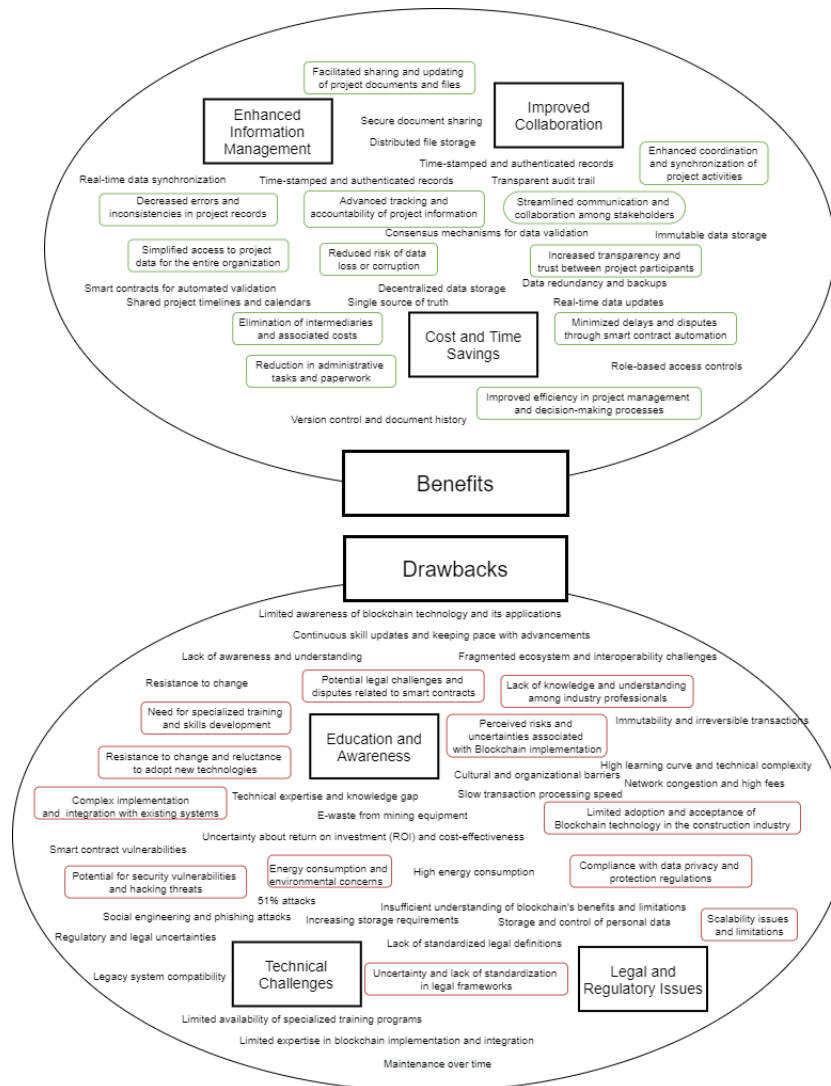 Facilitated sharing and updating
of project documents and files
Enhanced
Information
Management
Improved
Collaboration
Secure document sharing
Distributed file storage
Time-stamped and authenticated records
Enhanced coordination
and synchronization of
project activities
Real-time data synchronization
Time-stamped and authenticated records
Transparent audit trail
Decreased errors and
inconsistencies in project records
Advanced tracking and
accountability of project information
Streamlined communication and
collaboration among stakeholders
Consensus mechanisms for data validation
Immutable data storage
Simplified access to project
data for the entire organization
Reduced risk of data
loss or corruption
Increased transparency and
trust between project participants
Smart contracts for automated validation
Decentralized data storage
Data redundancy and backups
Shared project timelines and calendars
Single source of truth
Real-time data updates
Elimination of intermediaries
and associated costs
Cost and Time
Savings
Minimized delays and disputes
through smart contract automation
Reduction in administrative
tasks and paperwork
Role-based access controls
Improved efficiency in project management
and decision-making processes
Version control and document history
Benefits
Drawbacks
Limited awareness of blockchain technology and its applications
Continuous skill updates and keeping pace with advancements
Lack of awareness and understanding
Fragmented ecosystem and interoperability challenges
Resistance to change
Potential legal challenges and
disputes related to smart contracts
Lack of knowledge and understanding
among industry professionals
Need for specialized training
and skills development
Education and
Awareness
Perceived risks and
uncertainties associated
with Blockchain implementation
Immutability and irreversible transactions
Resistance to change and reluctance
to adopt new technologies
High learning curve and technical complexity
Cultural and organizational barriers
Network congestion and high fees
Complex implementation
and integration with existing systems
Technical expertise and knowledge gap
Slow transaction processing speed
E-waste from mining equipment
Limited adoption and acceptance of
Blockchain technology in the construction industry
Uncertainty about return on investment (ROI) and cost-effectiveness
Smart contract vulnerabilities
Potential for security vulnerabilities
and hacking threats
Energy consumption and
environmental concerns
High energy consumption
Compliance with data privacy and
protection regulations
51% attacks
Insufficient understanding of blockchain's benefits and limitations
Social engineering and phishing attacks
Increasing storage requirements
Storage and control of personal data
Scalability issues
and limitations
Regulatory and legal uncertainties
Lack of standardized legal definitions
Legacy system compatibility
Technical
Challenges
Uncertainty and lack of standardization
in legal frameworks
Legal and
Regulatory Issues
Limited availability of specialized training programs
Limited expertise in blockchain implementation and integration
Maintenance over time